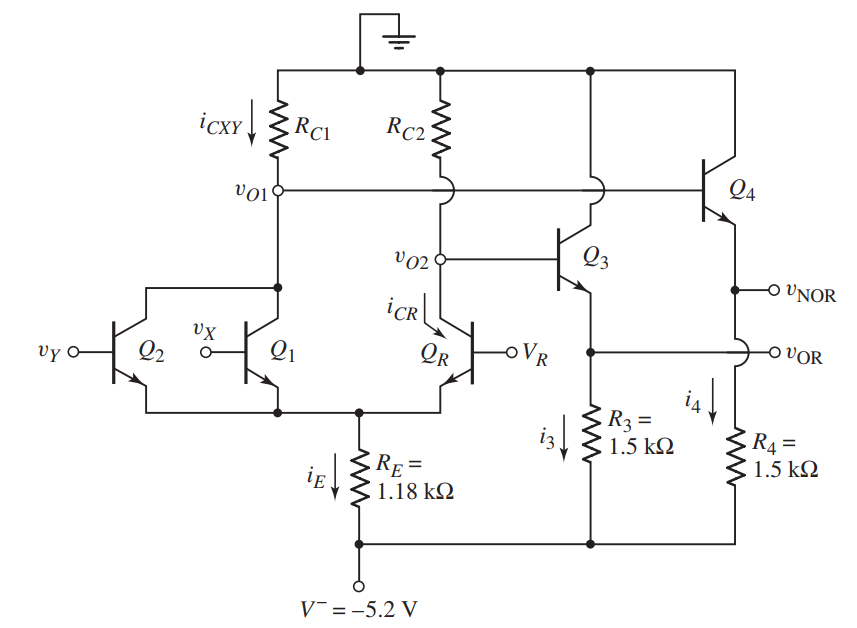 i_CXY
R_C1
R_C2
v_O1
Q_4
v_O2
Q_3
v_NOR
i_CR
v_Y
Q_2
v_X
Q_1
Q_R
V_R
v_OR
i_4
R_3 =
1.5 kΩ
i_3
R_4 =
1.5 kΩ
i_E
R_E =
1.18 kΩ
V⁻ = −5.2 V